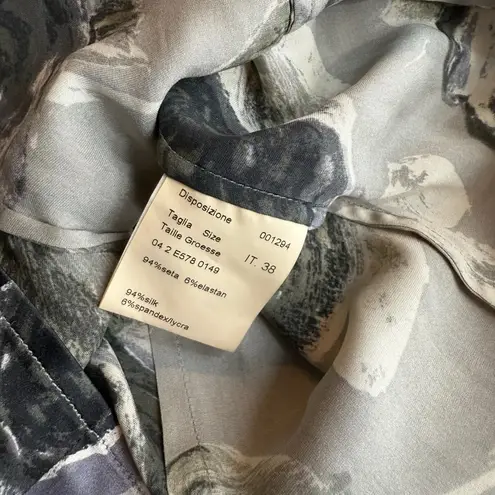 Disposizione 001294
Taglia Size
Taille Groesse IT. 38
04 2 E578 0149
94%seta 6%elastan
94%silk
6%spandex/lycra